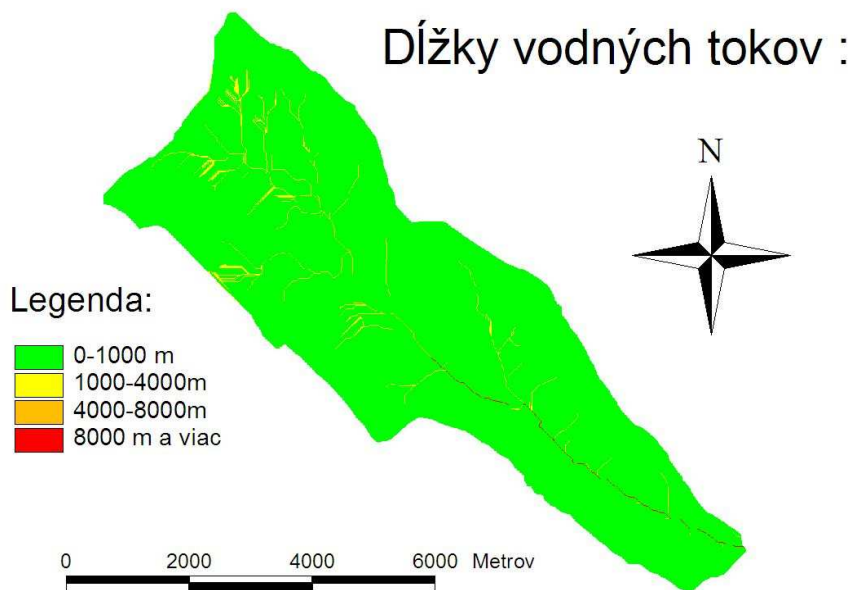 Dĺžky vodných tokov :
N
Legenda:
0-1000 m
1000-4000m
4000-8000m
8000 m a viac
0 2000 4000 6000 Metrov